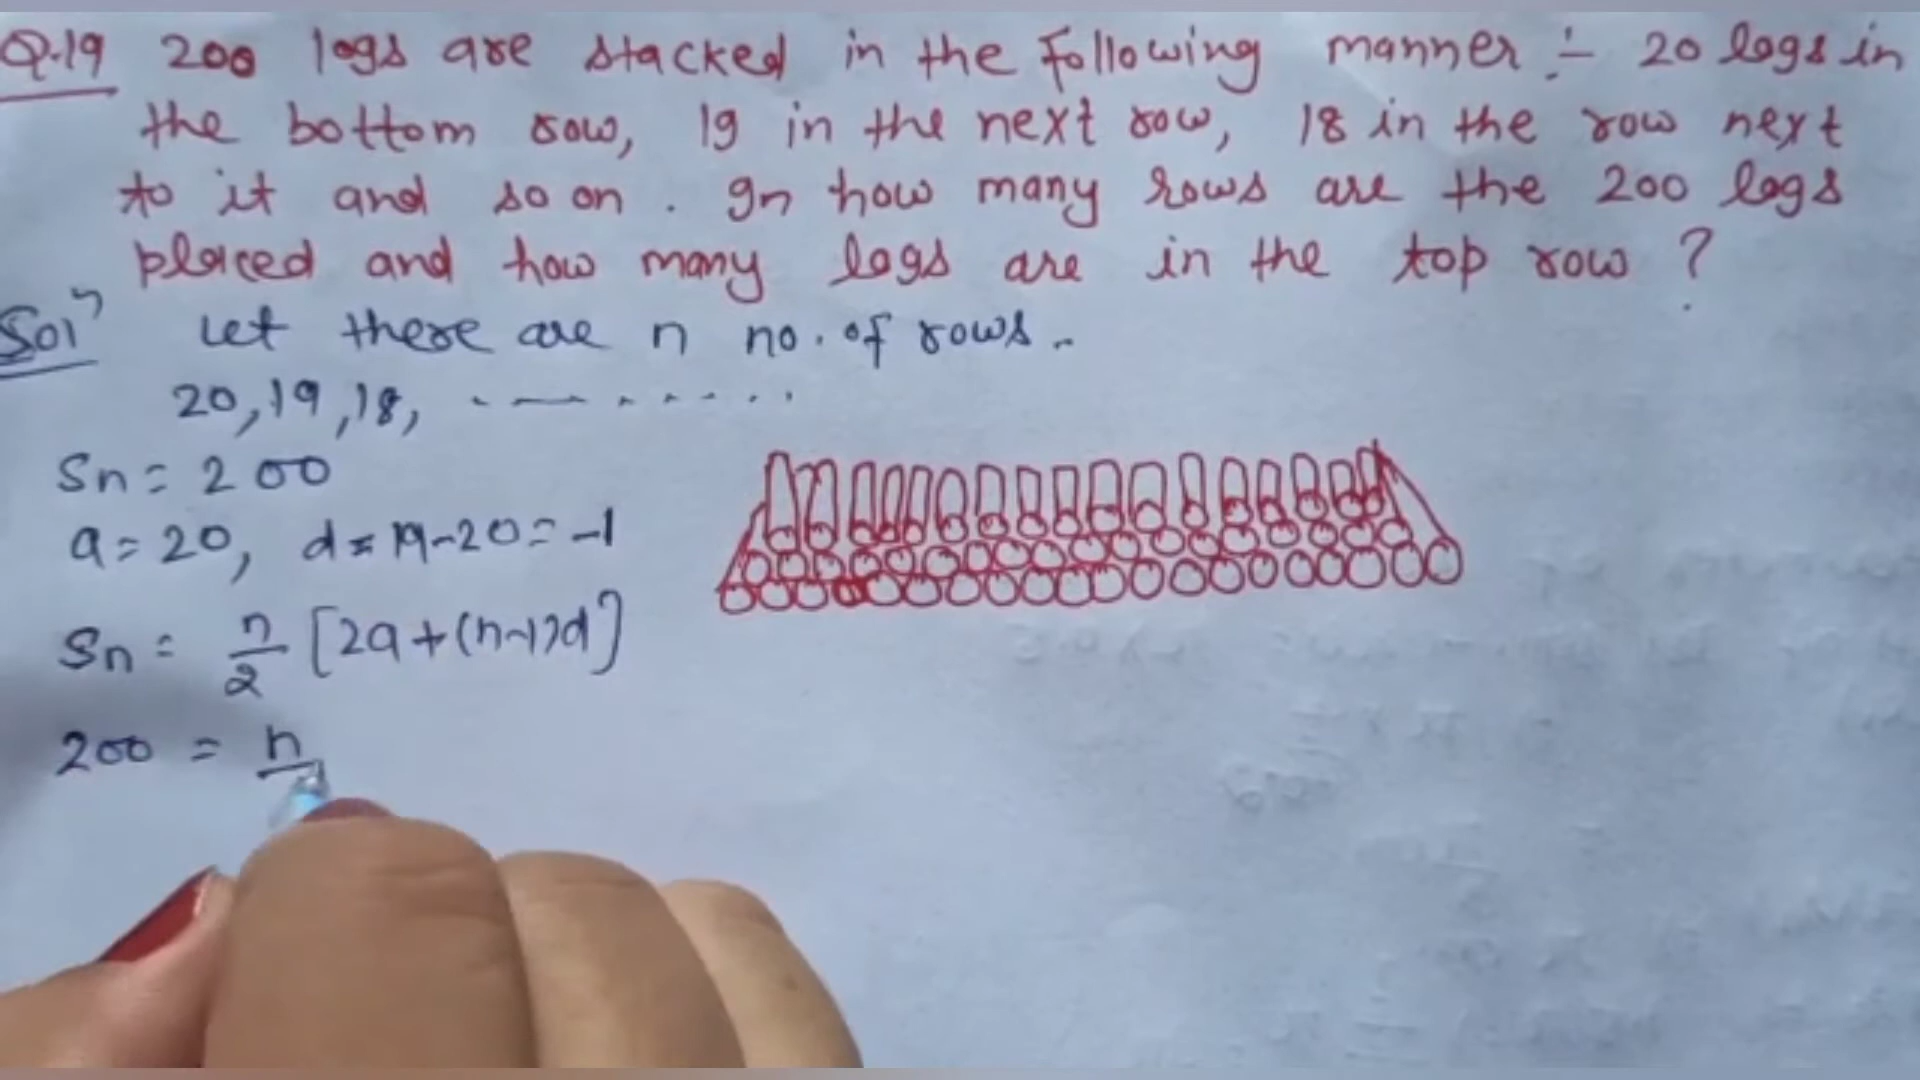 Q.19 200 logs are stacked in the following manner :- 20 logs in
the bottom row, 19 in the next row, 18 in the row next
to it and so on. In how many rows are the 200 logs
placed and how many logs are in the top row ?
Solⁿ Let there are n no. of rows.
20, 19, 18, - - - - - - - -
Sn = 200
a = 20, d = 19-20 = -1
Sn = n/2 [2a+(n-1)d]
200 = n